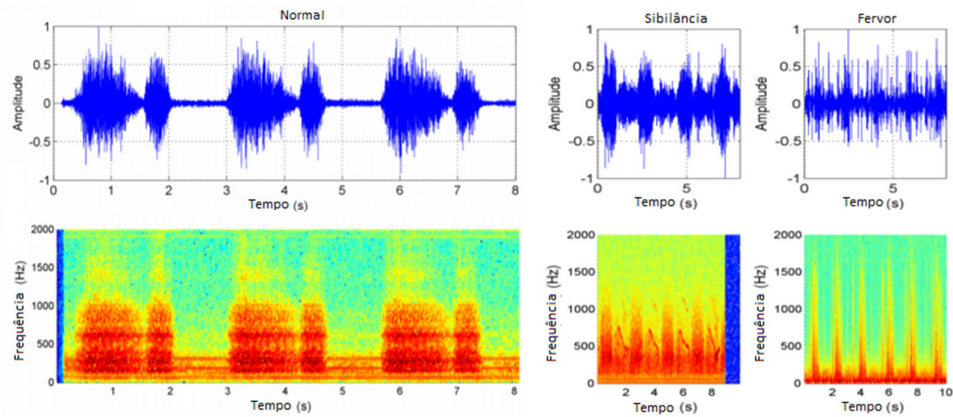 Normal
Amplitude
1
0.5
0
-0.5
-1
0 1 2 3 4 5 6 7 8
Tempo (s)
Sibilância
Amplitude
1
0.5
0
-0.5
-1
0 5
Tempo (s)
Fervor
Amplitude
1
0.5
0
-0.5
-1
0 5
Tempo (s)
Frequência (Hz)
2000
1500
1000
500
0
1 2 3 4 5 6 7 8
Tempo (s)
Frequência (Hz)
2000
1500
1000
500
0
2 4 6 8
Tempo (s)
Frequência (Hz)
2000
1500
1000
500
0
0 2 4 6 8 10
Tempo (s)